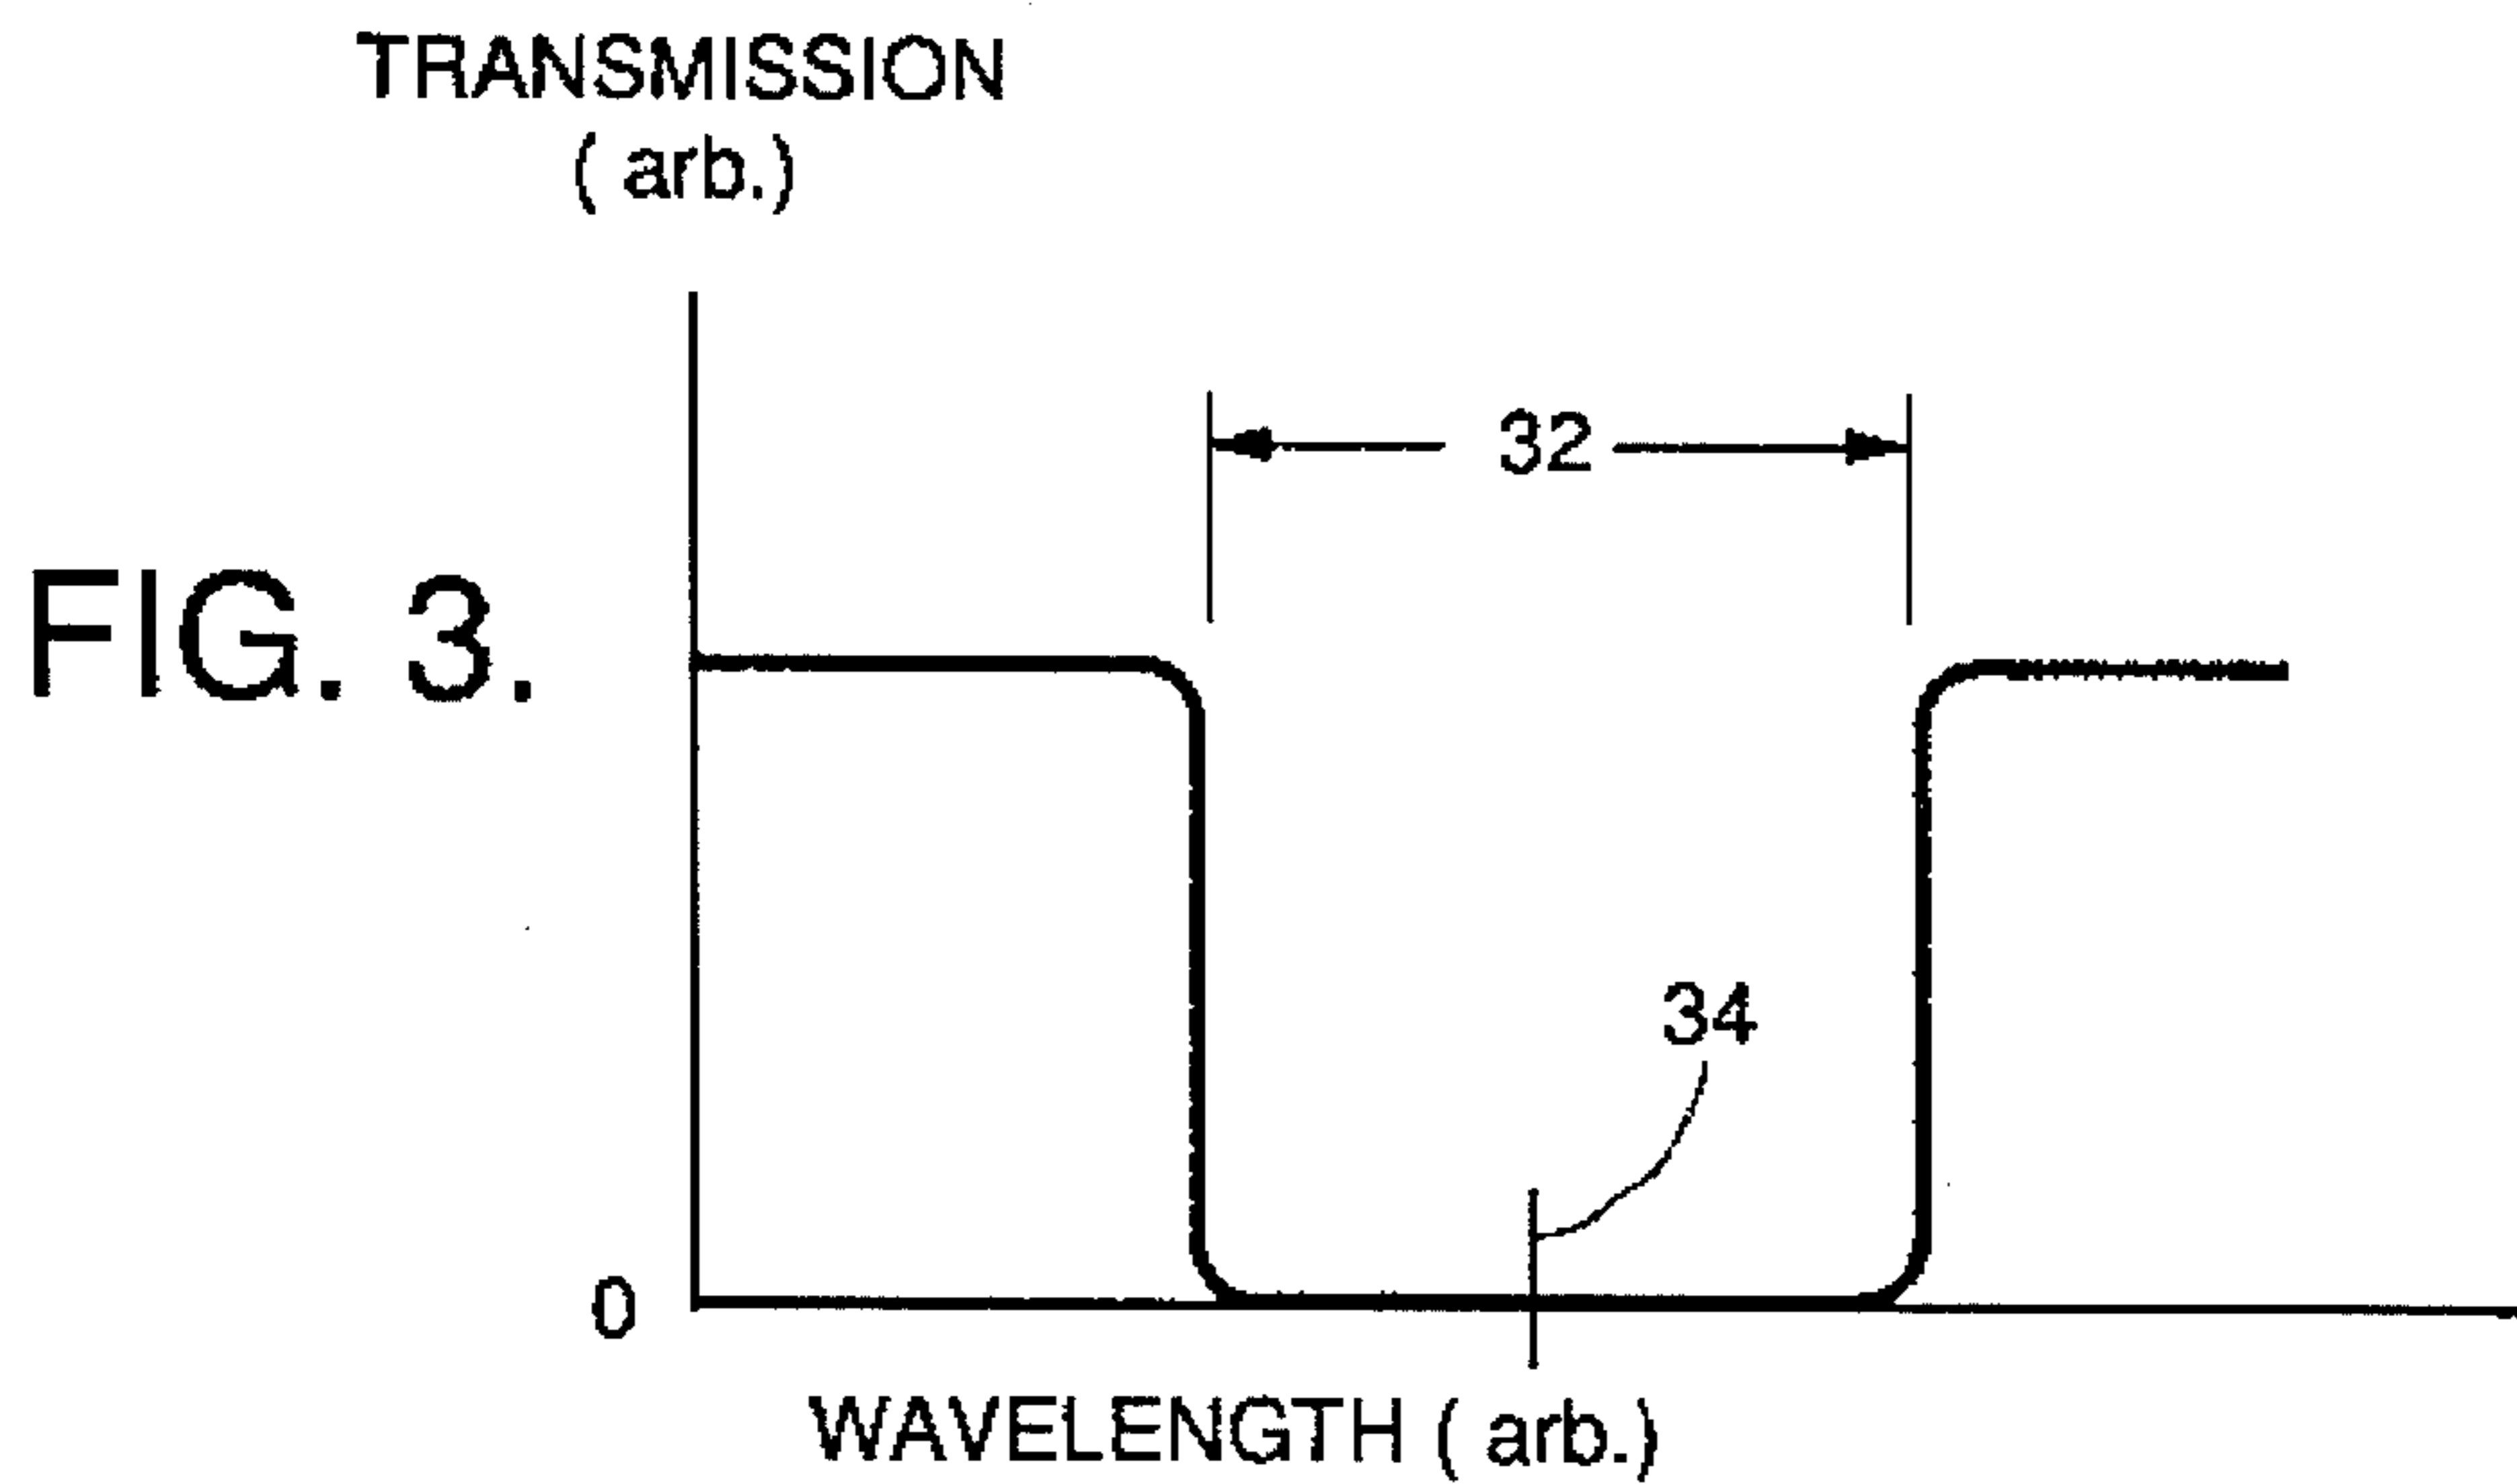 TRANSMISSION
( arb.)
32
FIG. 3.
34
0
WAVELENGTH ( arb.)